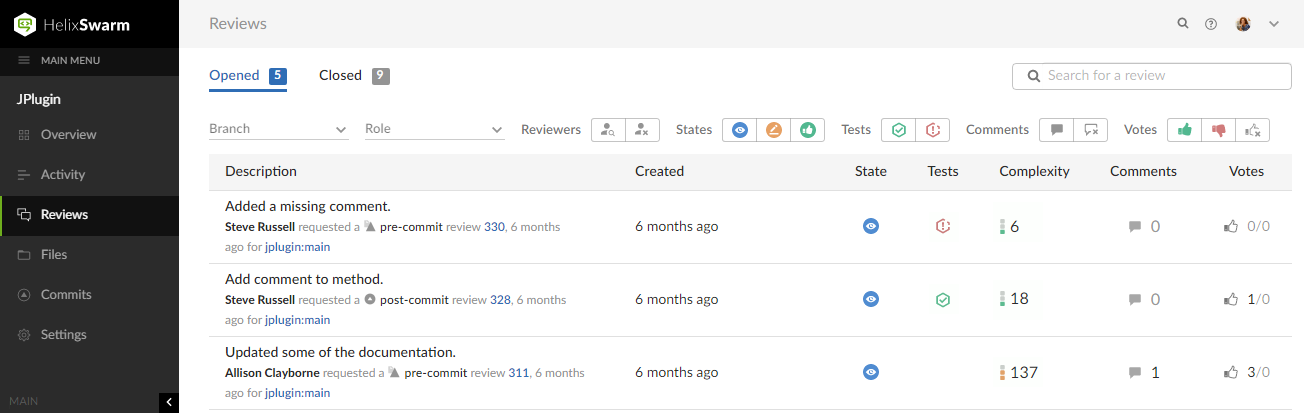 HelixSwarm
Reviews
MAIN MENU
Opened 5
Closed 9
Search for a review
JPlugin
Overview
Activity
Reviews
Files
Commits
Settings
MAIN
Branch
Role
Reviewers
States
Tests
Comments
Votes
Description Created State Tests Complexity Comments Votes
Added a missing comment.
Steve Russell requested a pre-commit review 330, 6 months
ago for jplugin:main
6 months ago
6
0
0/0
Add comment to method.
Steve Russell requested a post-commit review 328, 6 months
ago for jplugin:main
6 months ago
18
0
1/0
Updated some of the documentation.
Allison Clayborne requested a pre-commit review 311, 6 months
ago for jplugin:main
6 months ago
137
1
3/0